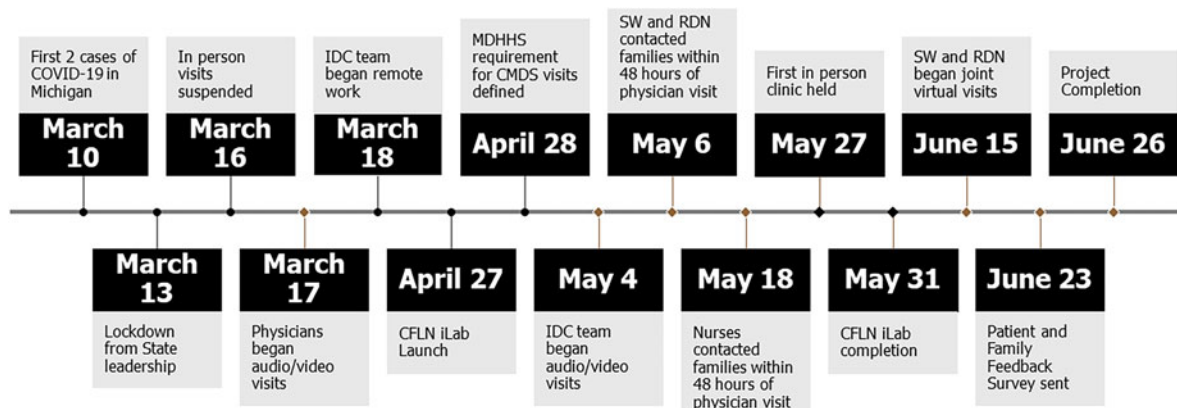 First 2 cases of
COVID-19 in
Michigan
March
10
In person
visits
suspended
March
16
IDC team
began remote
work
March
18
MDHHS
requirement
for CMDS visits
defined
April 28
SW and RDN
contacted
families within
48 hours of
physician visit
May 6
First in person
clinic held
May 27
SW and RDN
began joint
virtual visits
June 15
Project
Completion
June 26
March
13
Lockdown
from State
leadership
March
17
Physicians
began
audio/video
visits
April 27
CFLN iLab
Launch
May 4
IDC team
began
audio/video
visits
May 18
Nurses
contacted
families within
48 hours of
physician visit
May 31
CFLN iLab
completion
June 23
Patient and
Family
Feedback
Survey sent